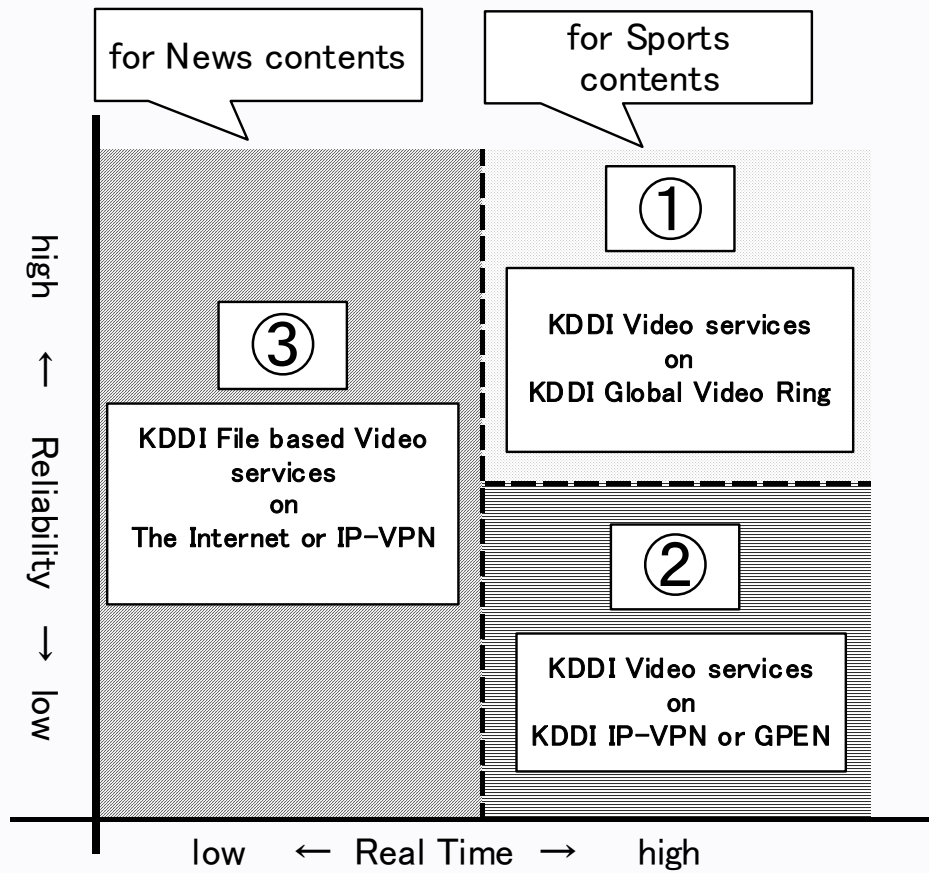 for News contents
for Sports
contents
①
KDDI Video services
on
KDDI Global Video Ring
③
KDDI File based Video
services
on
The Internet or IP-VPN
②
KDDI Video services
on
KDDI IP-VPN or GPEN
high ← Reliability → low
low ← Real Time → high